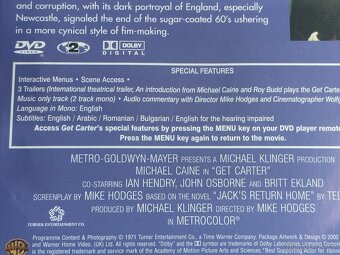 and corruption, with its dark portrayal of England, especially
Newcastle, signaled the end of the sugar-coated 60's ushering
in a more cynical style of fim-making.
DVD VIDEO 2 DOLBY DIGITAL
SPECIAL FEATURES
Interactive Menus • Scene Access •
3 Trailers (International theatrical trailer, An introduction from Michael Caine and Roy Budd plays the Get Carter
Music only track (2 track mono) • Audio commentary with Director Mike Hodges and Cinematographer Wolfg
Language in Mono: English
Subtitles: English / Arabic / Romanian / Bulgarian / English for the hearing impaired
Access Get Carter's special features by pressing the MENU key on your DVD player remote
Press the MENU key again to return to the movie.
METRO-GOLDWYN-MAYER PRESENTS A MICHAEL KLINGER PRODUCTION
MICHAEL CAINE IN "GET CARTER"
CO-STARRING IAN HENDRY, JOHN OSBORNE AND BRITT EKLAND
SCREENPLAY BY MIKE HODGES BASED ON THE NOVEL "JACK'S RETURN HOME" BY TE
PRODUCED BY MICHAEL KLINGER DIRECTED BY MIKE HODGES
IN METROCOLOR
TURNER ENTERTAINMENT CO.
Programme Content & Photography © 1971 Turner Entertainment Co., a Time Warner Company. Package Artwork & Design © 2000
and Warner Home Video (UK) Ltd. All rights reserved. "Dolby" and the symbol are trademarks of Dolby Laboratories Licensing Corpor
is the registered trademark and service mark of the Academy of Motion Picture Arts and Sciences. "Best Supporting Actor for